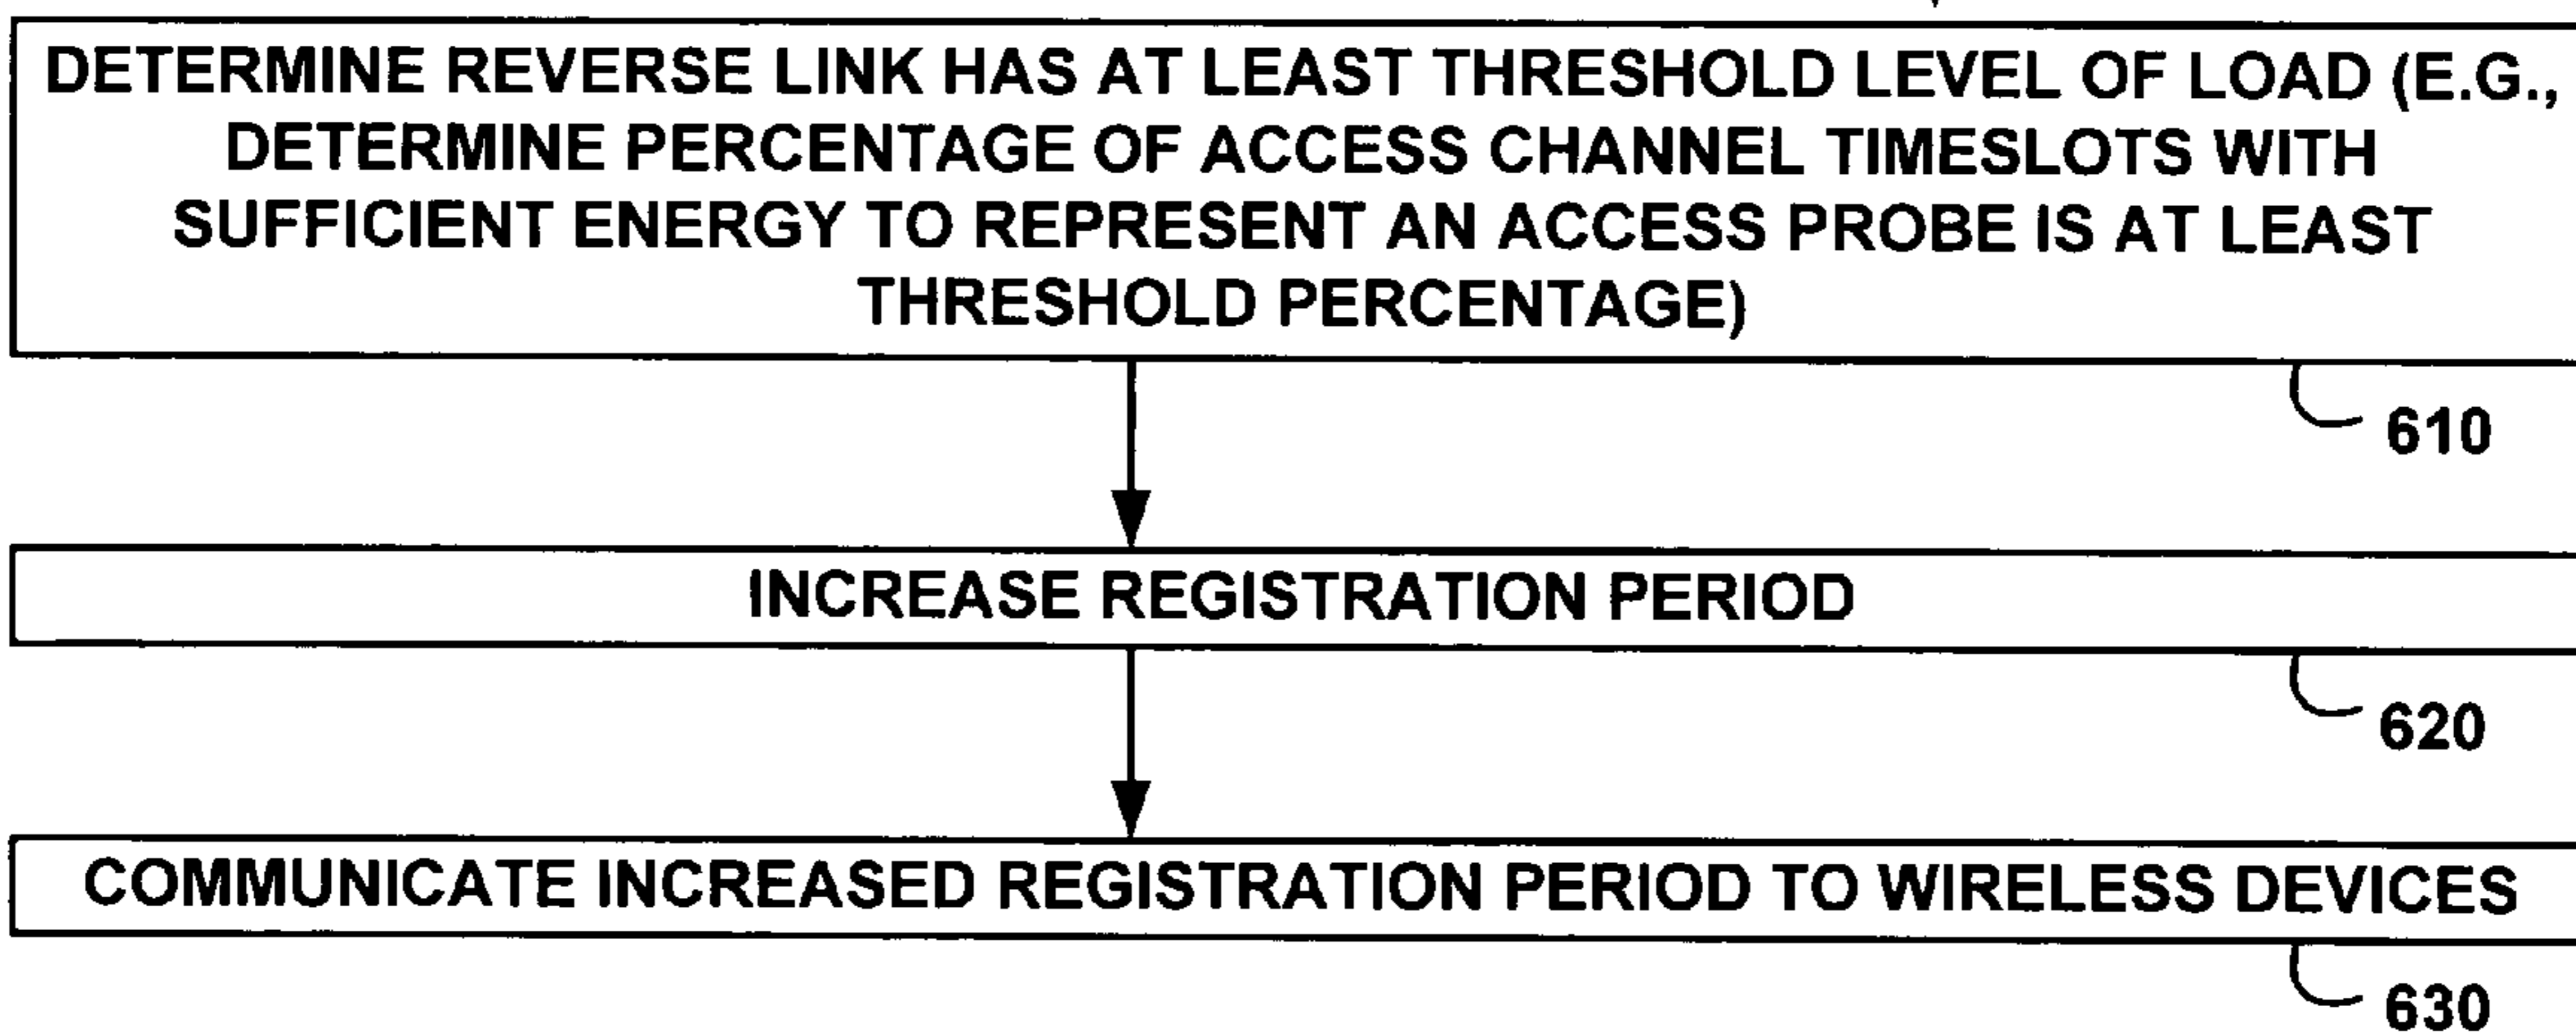 DETERMINE REVERSE LINK HAS AT LEAST THRESHOLD LEVEL OF LOAD (E.G.,
DETERMINE PERCENTAGE OF ACCESS CHANNEL TIMESLOTS WITH
SUFFICIENT ENERGY TO REPRESENT AN ACCESS PROBE IS AT LEAST
THRESHOLD PERCENTAGE)
610
INCREASE REGISTRATION PERIOD
620
COMMUNICATE INCREASED REGISTRATION PERIOD TO WIRELESS DEVICES
630